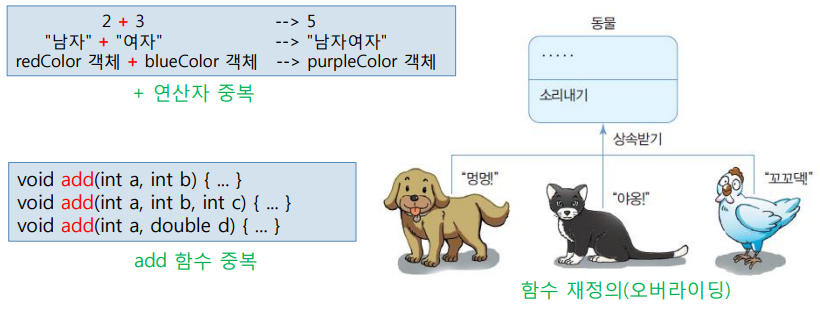 2 + 3 --> 5
"남자" + "여자" --> "남자여자"
redColor 객체 + blueColor 객체 --> purpleColor 객체
+ 연산자 중복
void add(int a, int b) { ... }
void add(int a, int b, int c) { ... }
void add(int a, double d) { ... }
add 함수 중복
동물
.....
소리내기
상속받기
"멍멍!"
"야옹!"
"꼬꼬댁!"
함수 재정의(오버라이딩)